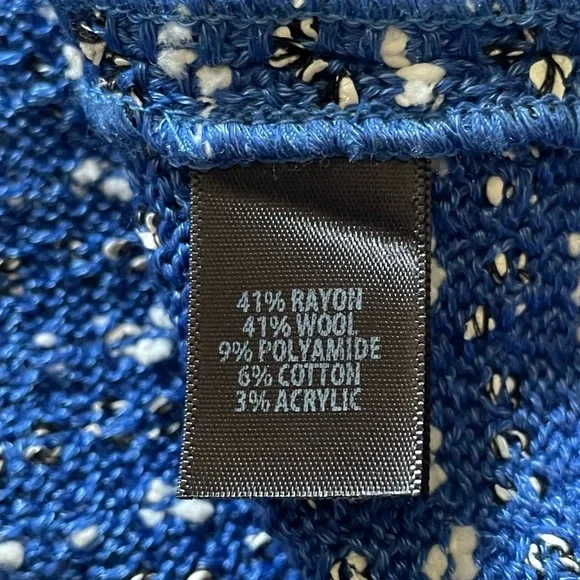 41% RAYON
41% WOOL
9% POLYAMIDE
6% COTTON
3% ACRYLIC